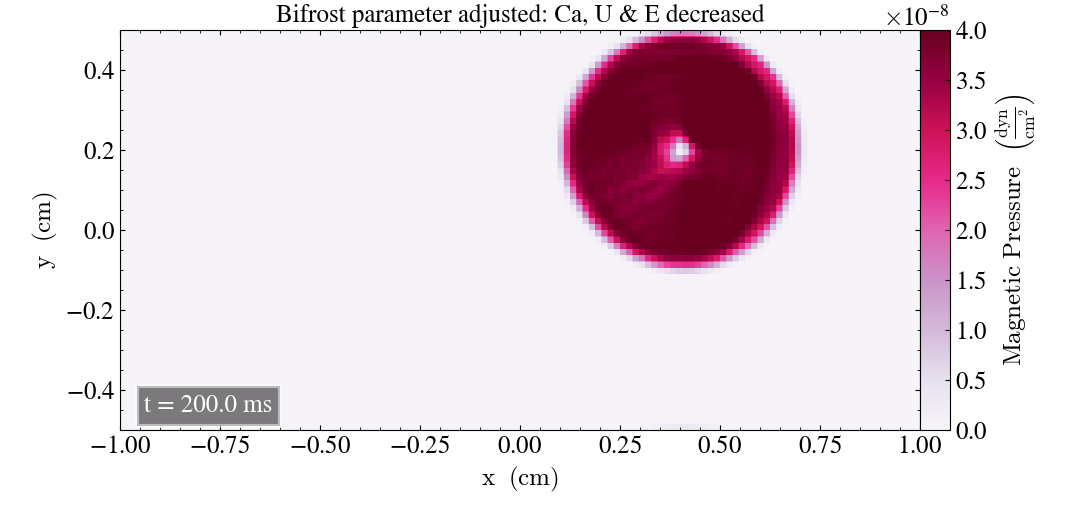 Bifrost parameter adjusted: Ca, U & E decreased
×10⁻⁸
4.0
3.5
3.0
2.5
2.0
1.5
1.0
0.5
0.0
Magnetic Pressure (dyn/cm²)
0.4
0.2
0.0
−0.2
−0.4
y (cm)
t = 200.0 ms
−1.00 −0.75 −0.50 −0.25 0.00 0.25 0.50 0.75 1.00
x (cm)